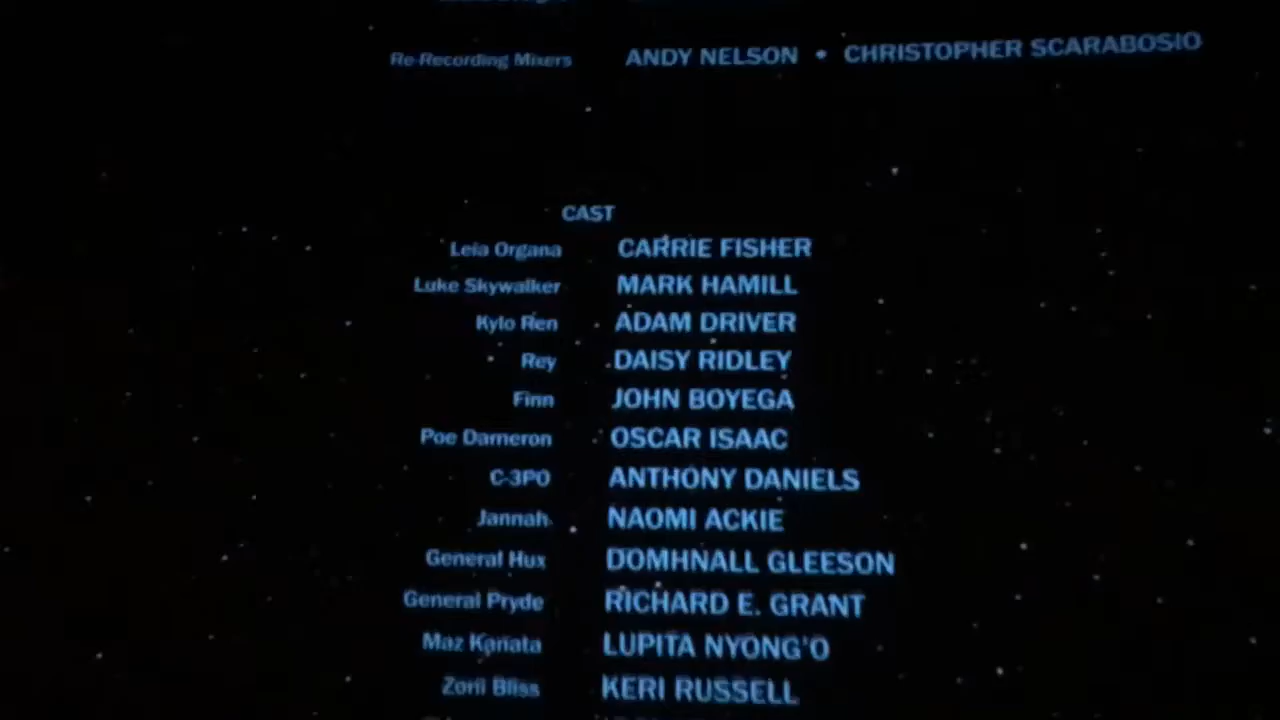 Re-Recording Mixers ANDY NELSON • CHRISTOPHER SCARABOSIO
CAST
Leia Organa CARRIE FISHER
Luke Skywalker MARK HAMILL
Kylo Ren ADAM DRIVER
Rey DAISY RIDLEY
Finn JOHN BOYEGA
Poe Dameron OSCAR ISAAC
C-3PO ANTHONY DANIELS
Jannah NAOMI ACKIE
General Hux DOMHNALL GLEESON
General Pryde RICHARD E. GRANT
Maz Kanata LUPITA NYONG'O
Zorii Bliss KERI RUSSELL